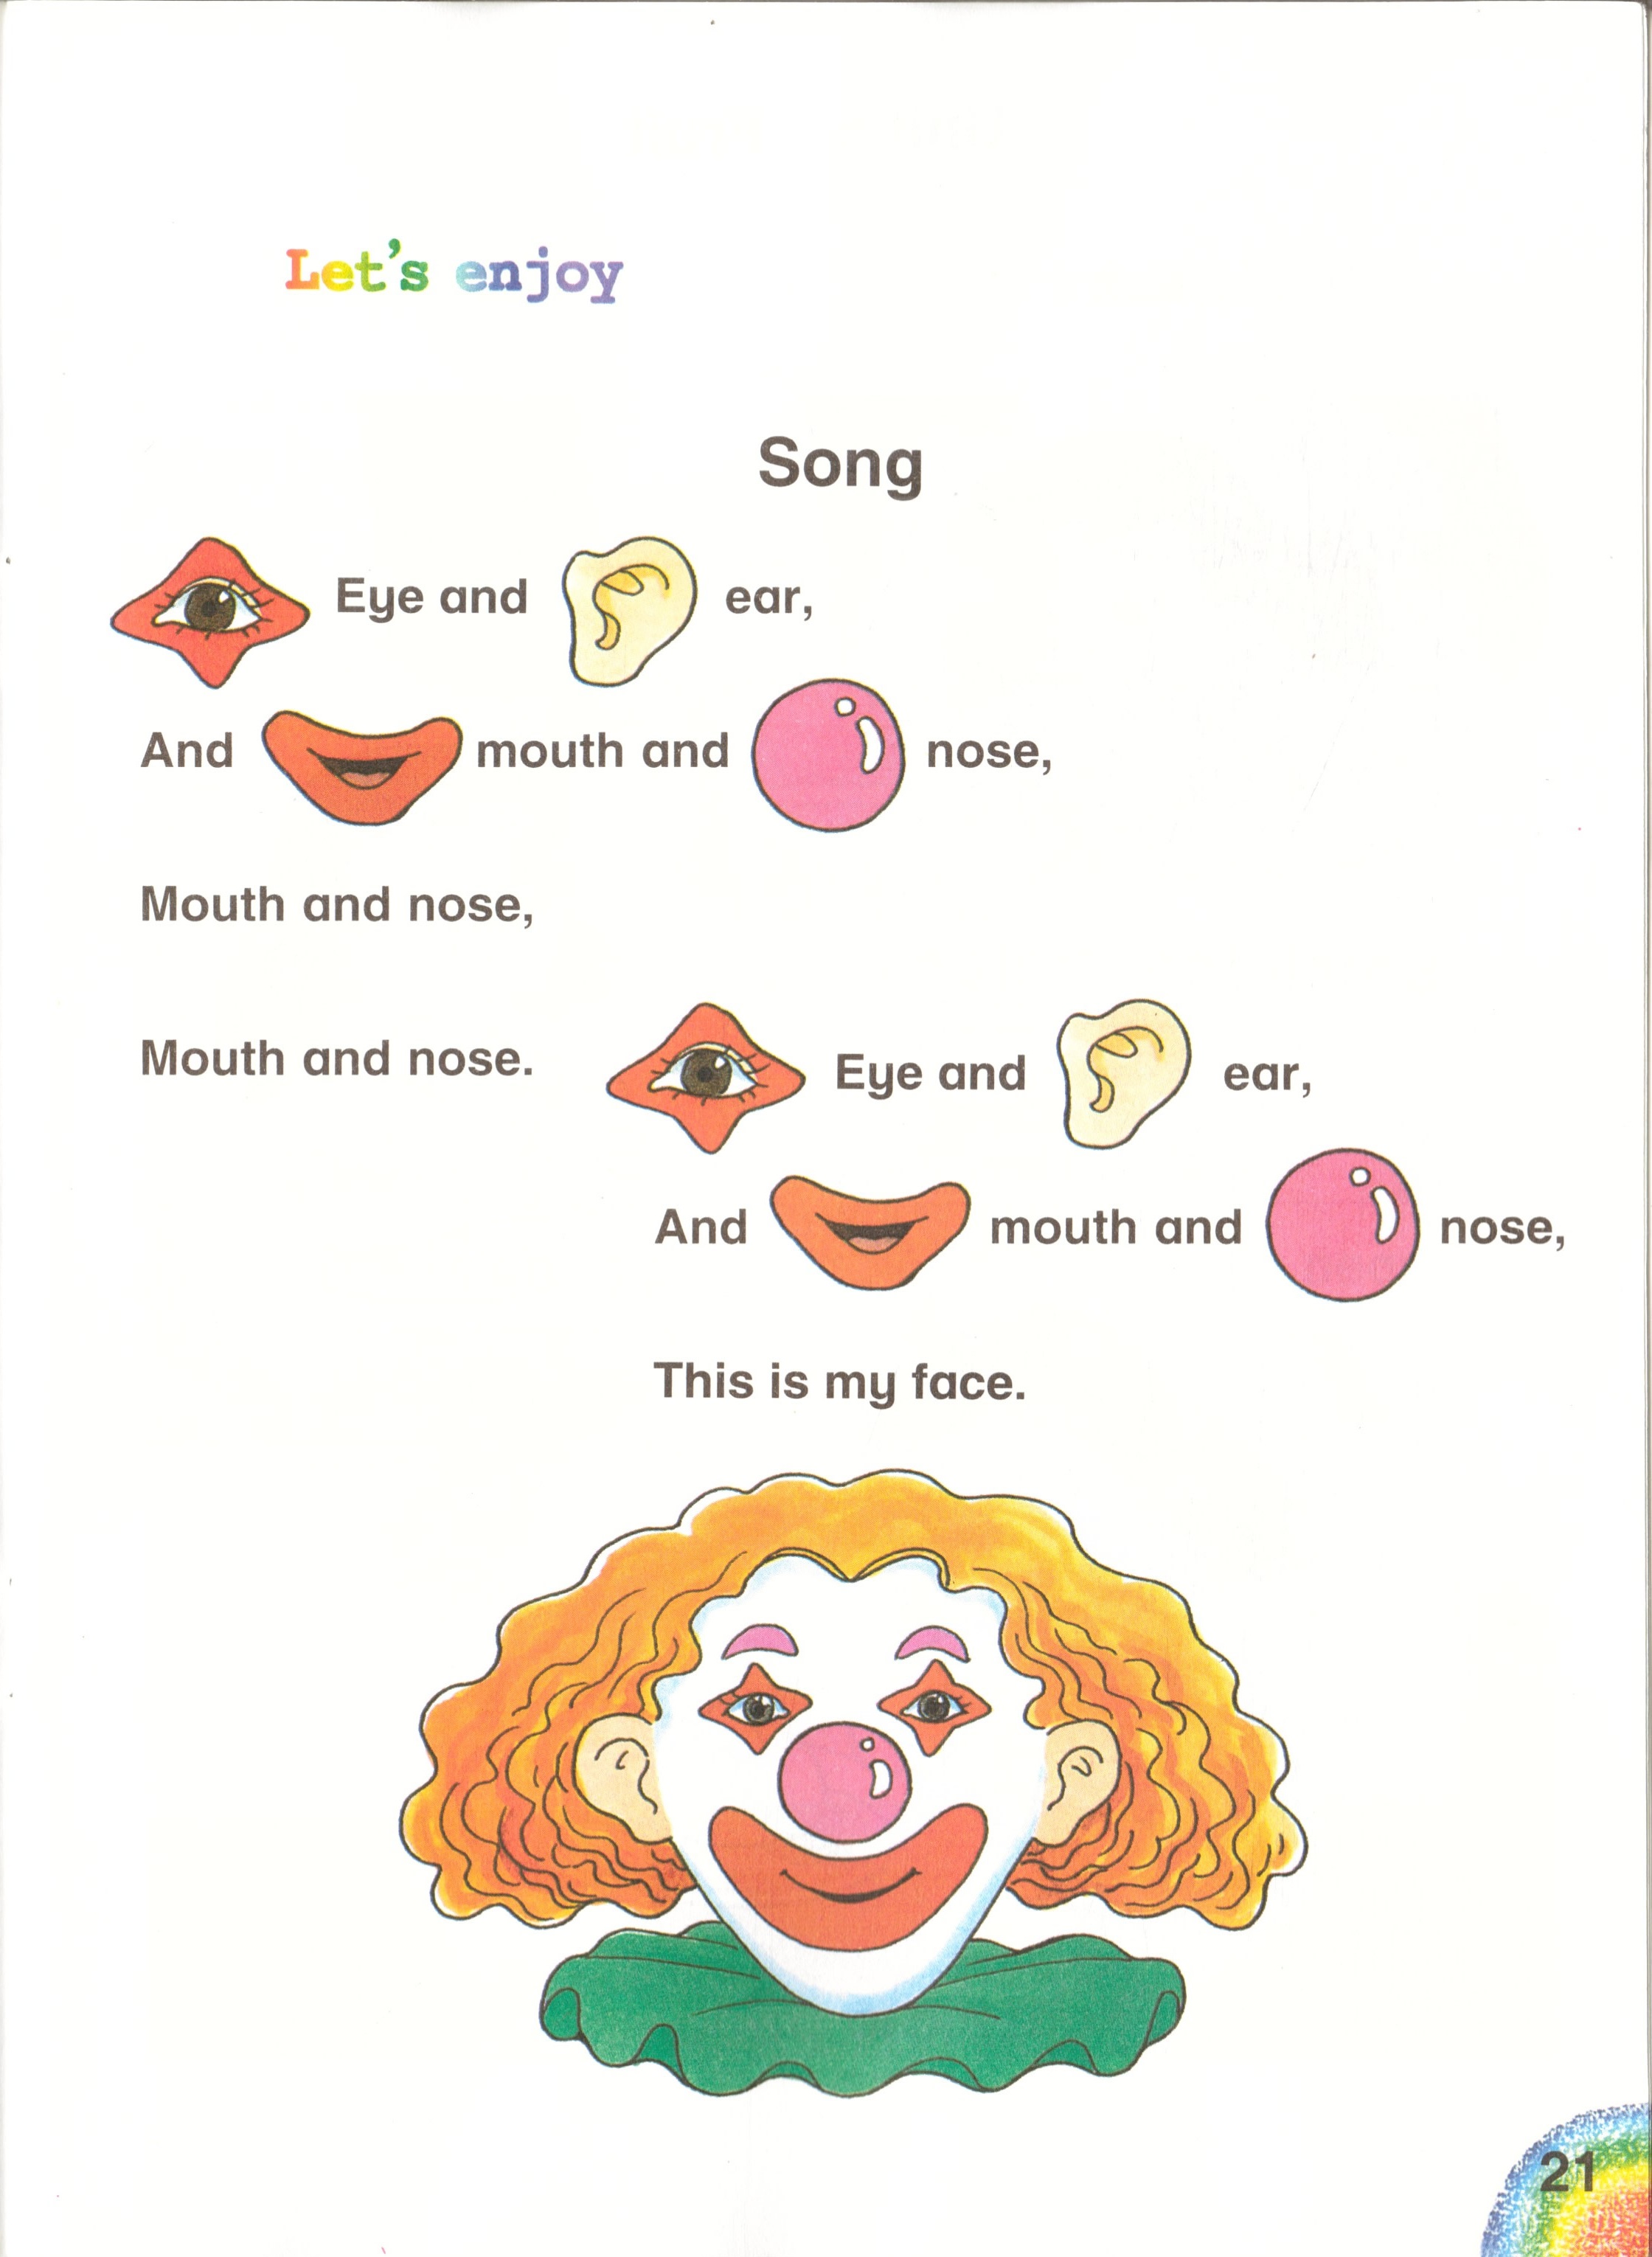 Let's enjoy
Song
Eye and ear,
And mouth and nose,
Mouth and nose,
Mouth and nose.
Eye and ear,
And mouth and nose,
This is my face.
21